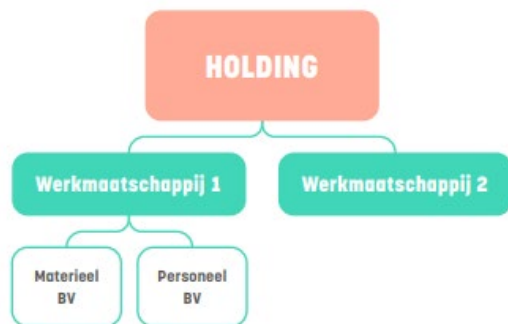 HOLDING
Werkmaatschappij 1
Werkmaatschappij 2
Materieel
BV
Personeel
BV